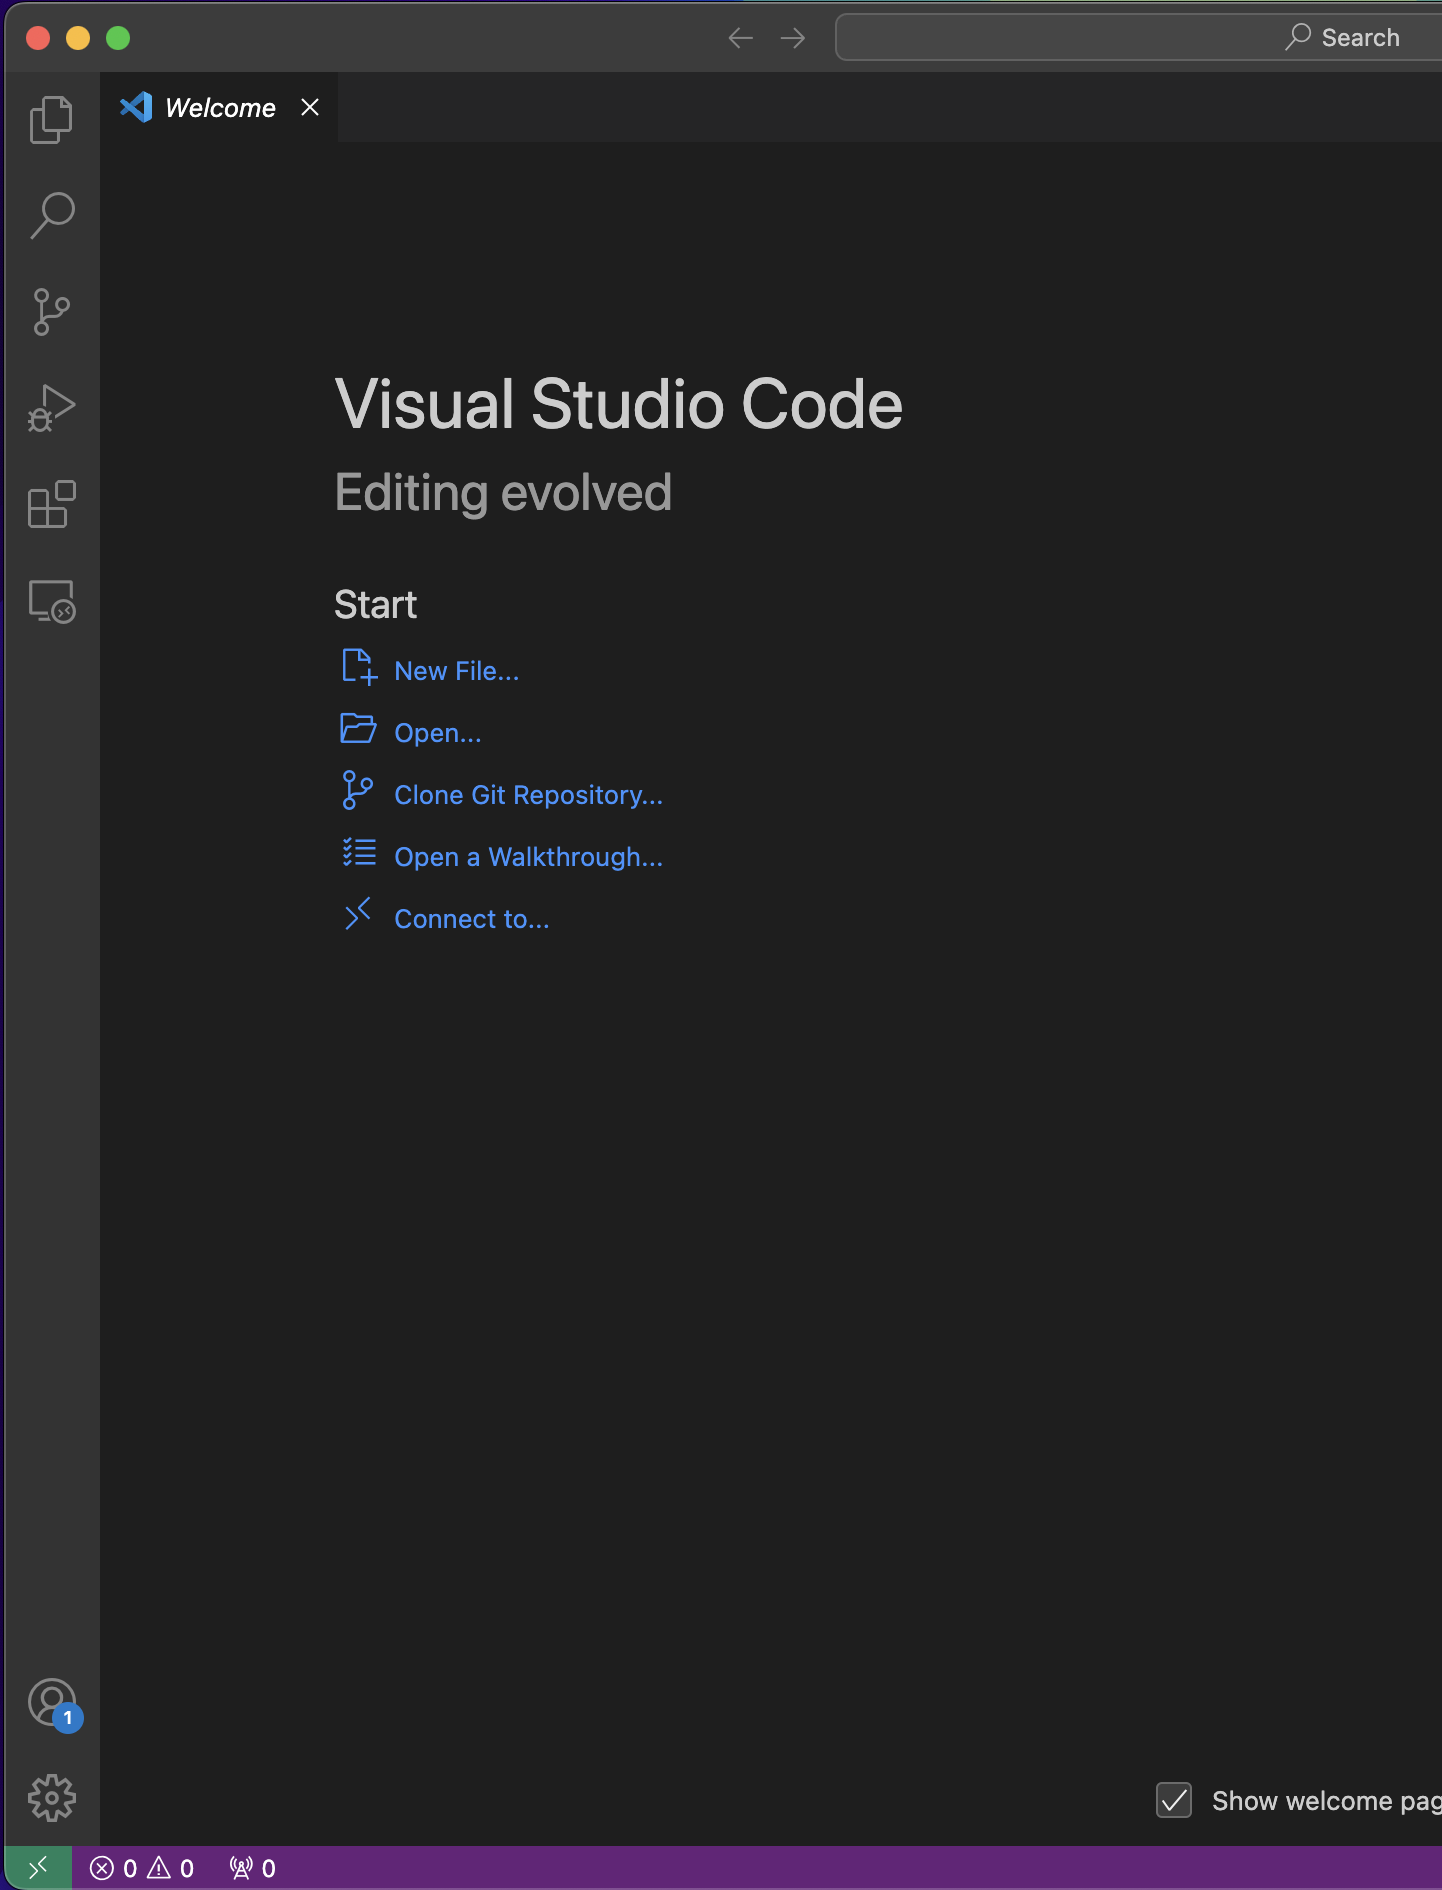 Search
Welcome
Visual Studio Code
Editing evolved
Start
New File...
Open...
Clone Git Repository...
Open a Walkthrough...
Connect to...
1
Show welcome pag
0 0 0